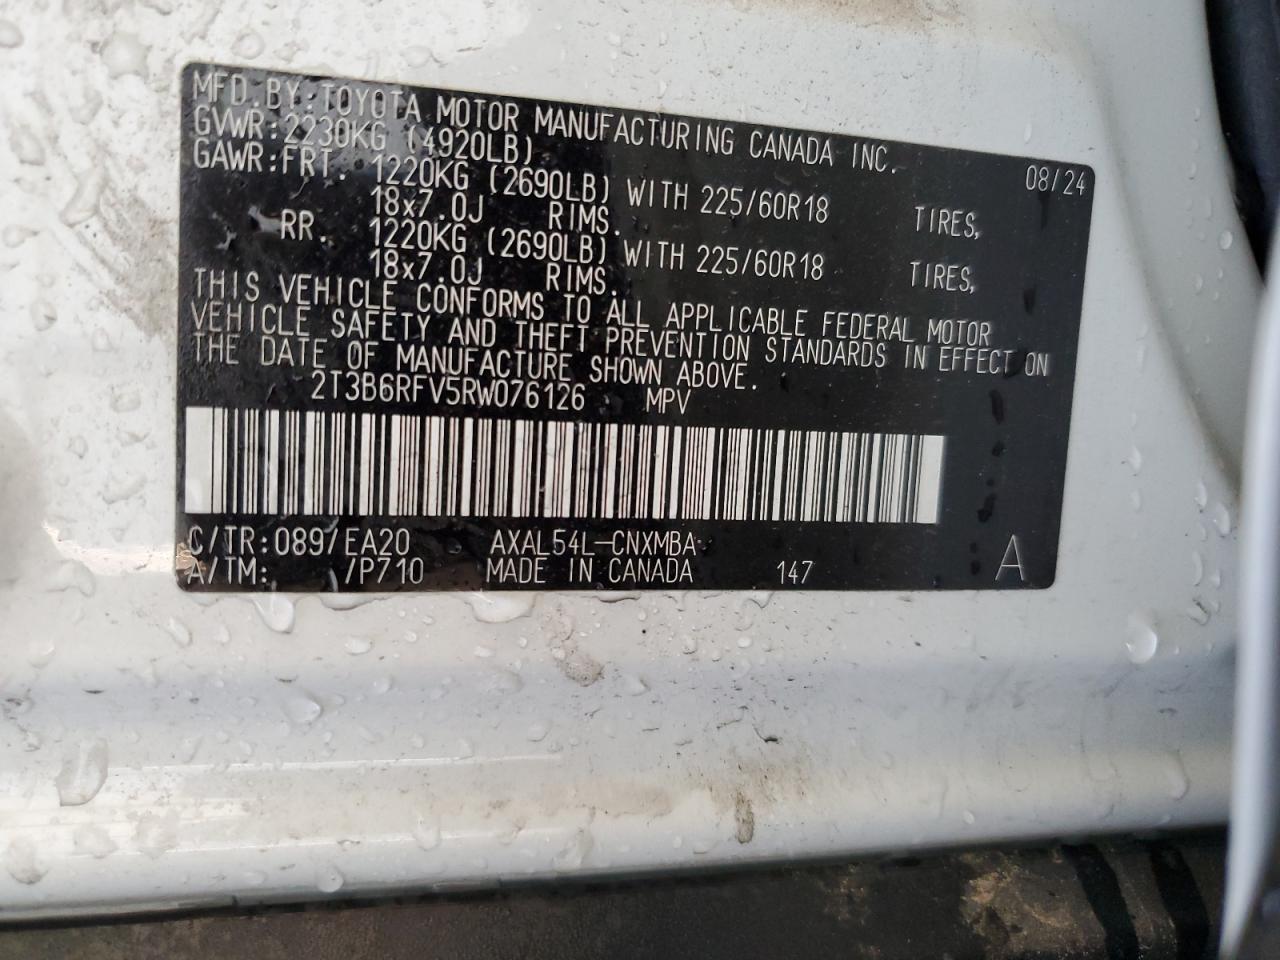 MFD.BY:TOYOTA MOTOR MANUFACTURING CANADA INC. 08/24
GVWR:2230KG (4920LB)
GAWR:FRT. 1220KG (2690LB) WITH 225/60R18 TIRES,
18x7.0J RIMS.
RR. 1220KG (2690LB) WITH 225/60R18 TIRES,
18x7.0J RIMS.
THIS VEHICLE CONFORMS TO ALL APPLICABLE FEDERAL MOTOR
VEHICLE SAFETY AND THEFT PREVENTION STANDARDS IN EFFECT ON
THE DATE OF MANUFACTURE SHOWN ABOVE.
2T3B6RFV5RW076126 MPV
C/TR:089/EA20 AXAL54L-CNXMBA
A/TM: /P710 MADE IN CANADA 147 A